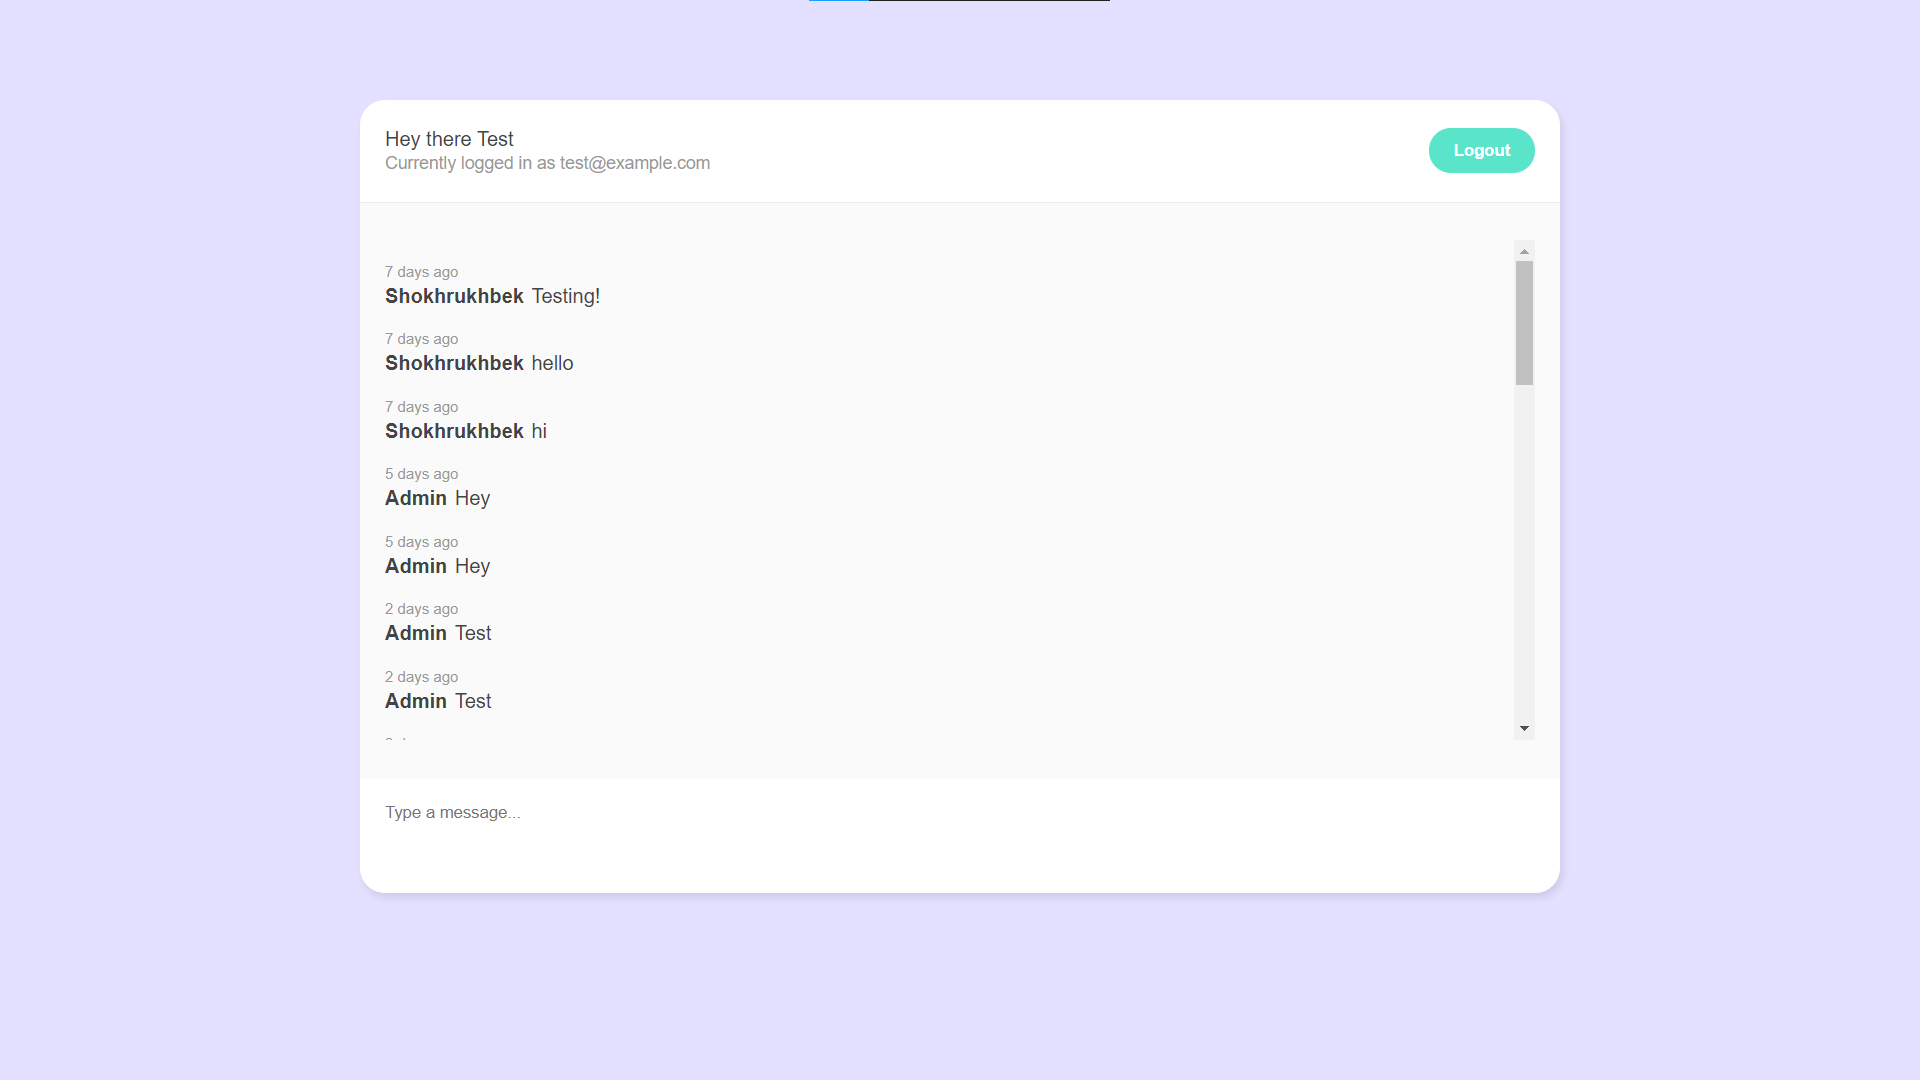 Hey there Test
Currently logged in as test@example.com
Logout
7 days ago
Shokhrukhbek Testing!
7 days ago
Shokhrukhbek hello
7 days ago
Shokhrukhbek hi
5 days ago
Admin Hey
5 days ago
Admin Hey
2 days ago
Admin Test
2 days ago
Admin Test
Type a message...